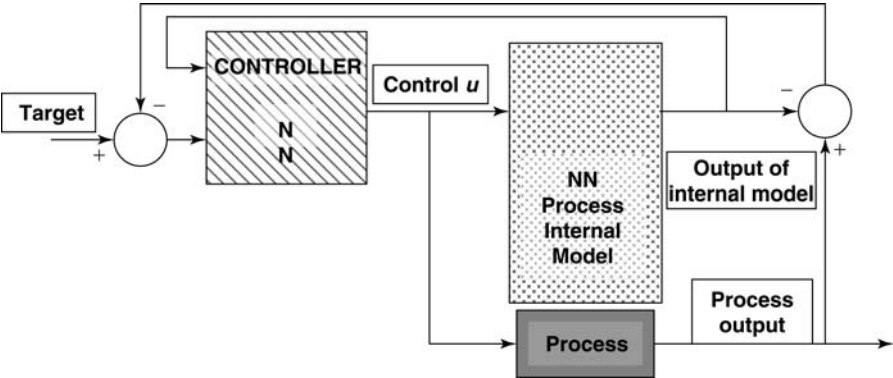 CONTROLLER
N
N
Target
−
+
Control u
NN
Process
Internal
Model
−
+
Output of
internal model
Process
output
Process